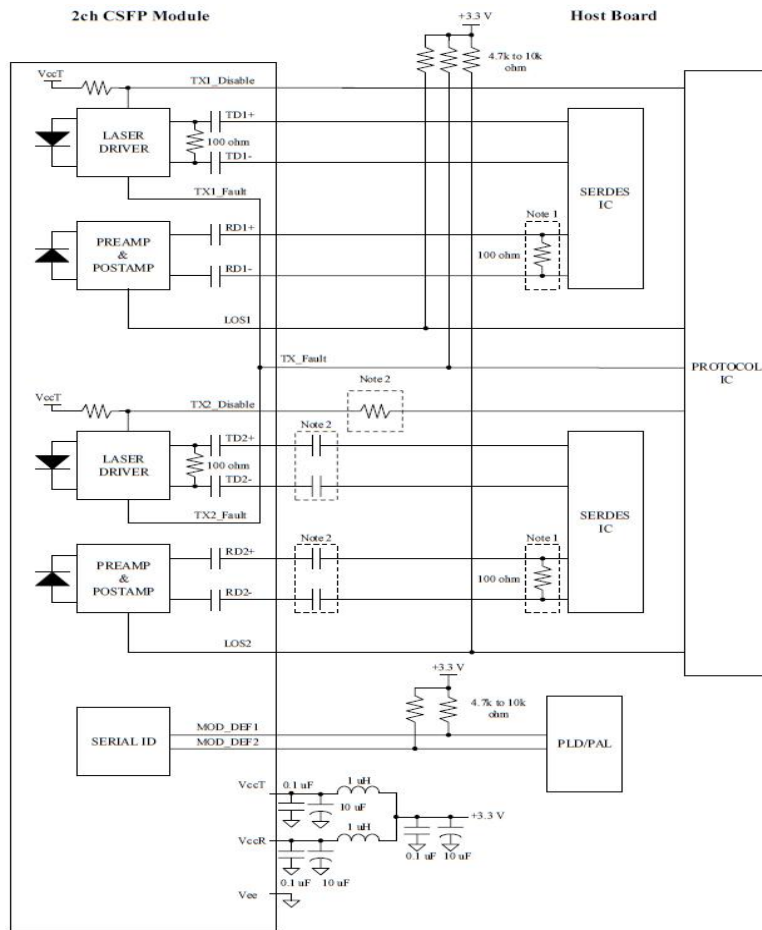 2ch CSFP Module
Host Board
+3.3 V
4.7k to 10k
ohm
VccT
TX1_Disable
LASER
DRIVER
TD1+
100 ohm
TD1-
TX1_Fault
SERDES
IC
Note 1
PREAMP
&
POSTAMP
RD1+
100 ohm
RD1-
LOS1
TX_Fault
PROTOCOL
IC
Note 2
VccT
TX2_Disable
Note 2
LASER
DRIVER
TD2+
100 ohm
TD2-
TX2_Fault
SERDES
IC
Note 2
Note 1
PREAMP
&
POSTAMP
RD2+
100 ohm
RD2-
LOS2
+3.3 V
4.7k to 10k
ohm
SERIAL ID
MOD_DEF1
MOD_DEF2
PLD/PAL
VccT
0.1 uF
1 uH
10 uF
+3.3 V
1 uH
VccR
0.1 uF
10 uF
0.1 uF
10 uF
Vee